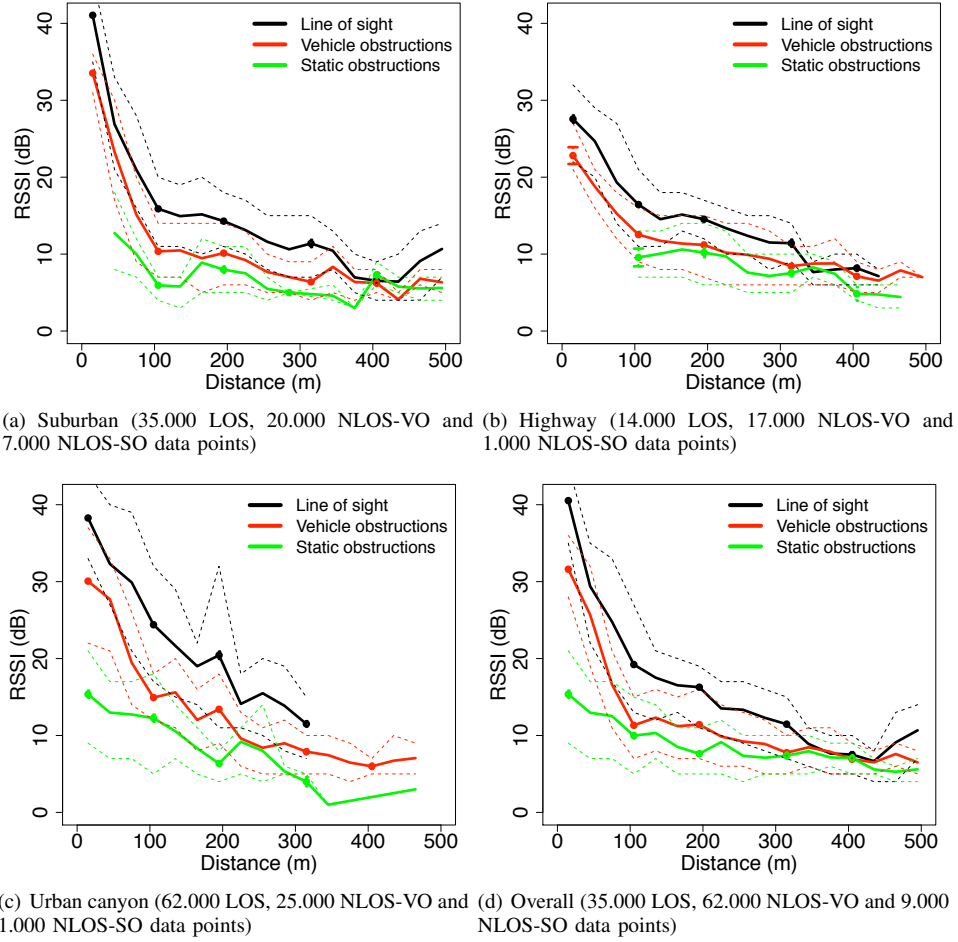 40
30
20
10
0
RSSI (dB)
Line of sight
Vehicle obstructions
Static obstructions
0 100 200 300 400 500
Distance (m)
40
30
20
10
0
RSSI (dB)
Line of sight
Vehicle obstructions
Static obstructions
0 100 200 300 400 500
Distance (m)
(a) Suburban (35.000 LOS, 20.000 NLOS-VO and
7.000 NLOS-SO data points)
(b) Highway (14.000 LOS, 17.000 NLOS-VO and
1.000 NLOS-SO data points)
40
30
20
10
0
RSSI (dB)
Line of sight
Vehicle obstructions
Static obstructions
0 100 200 300 400 500
Distance (m)
40
30
20
10
0
RSSI (dB)
Line of sight
Vehicle obstructions
Static obstructions
0 100 200 300 400 500
Distance (m)
c) Urban canyon (62.000 LOS, 25.000 NLOS-VO and
1.000 NLOS-SO data points)
(d) Overall (35.000 LOS, 62.000 NLOS-VO and 9.000
NLOS-SO data points)